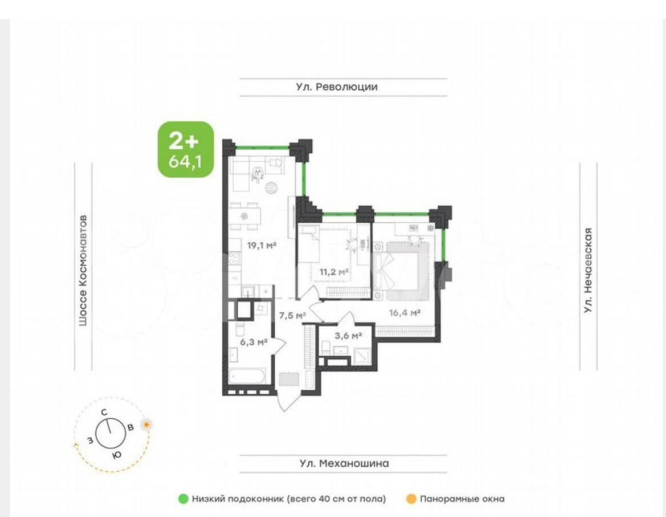 Ул. Революции
2+
64,1
Шоссе Космонавтов
Ул. Нечаевская
19,1 м²
11,2 м²
16,4 м²
7,5 м²
3,6 м²
6,3 м²
С
В
З
Ю
Ул. Механошина
Низкий подоконник (всего 40 см от пола)
Панорамные окна